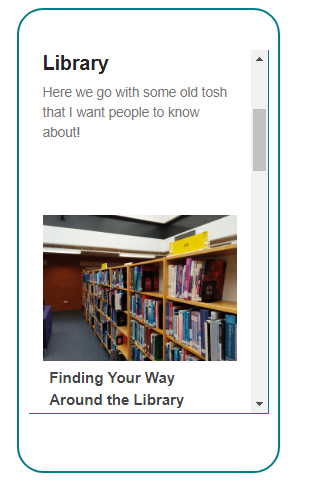 Library
Here we go with some old tosh
that I want people to know
about!
Finding Your Way
Around the Library